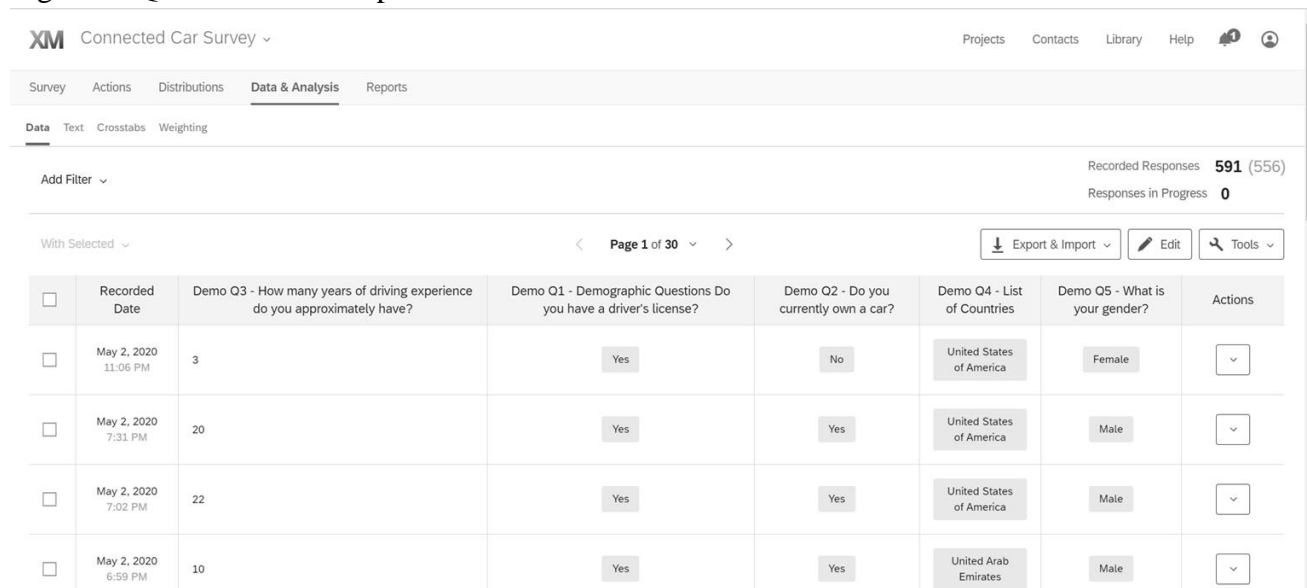 XM Connected Car Survey Projects Contacts Library Help 1
Survey Actions Distributions Data & Analysis Reports
Data Text Crosstabs Weighting
Add Filter
Recorded Responses 591 (556)
Responses in Progress 0
With Selected Page 1 of 30 Export & Import Edit Tools
Recorded Date
Demo Q3 - How many years of driving experience
do you approximately have?
Demo Q1 - Demographic Questions Do
you have a driver's license?
Demo Q2 - Do you
currently own a car?
Demo Q4 - List
of Countries
Demo Q5 - What is
your gender?
Actions
May 2, 2020
11:06 PM
3
Yes
No
United States
of America
Female
May 2, 2020
7:31 PM
20
Yes
Yes
United States
of America
Male
May 2, 2020
7:02 PM
22
Yes
Yes
United States
of America
Male
May 2, 2020
6:59 PM
10
Yes
Yes
United Arab
Emirates
Male